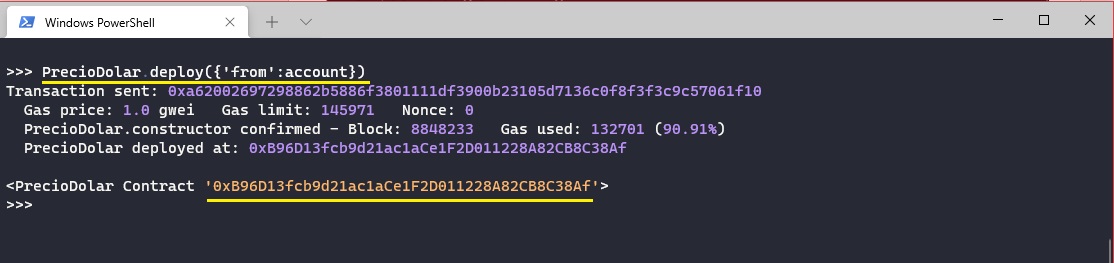 Windows PowerShell
>>> PrecioDolar.deploy({'from':account})
Transaction sent: 0xa62002697298862b5886f3801111df3900b23105d7136c0f8f3f3c9c57061f10
Gas price: 1.0 gwei   Gas limit: 145971   Nonce: 0
PrecioDolar.constructor confirmed - Block: 8848233   Gas used: 132701 (90.91%)
PrecioDolar deployed at: 0xB96D13fcb9d21ac1aCe1F2D011228A82CB8C38Af
<PrecioDolar Contract '0xB96D13fcb9d21ac1aCe1F2D011228A82CB8C38Af'>
>>>